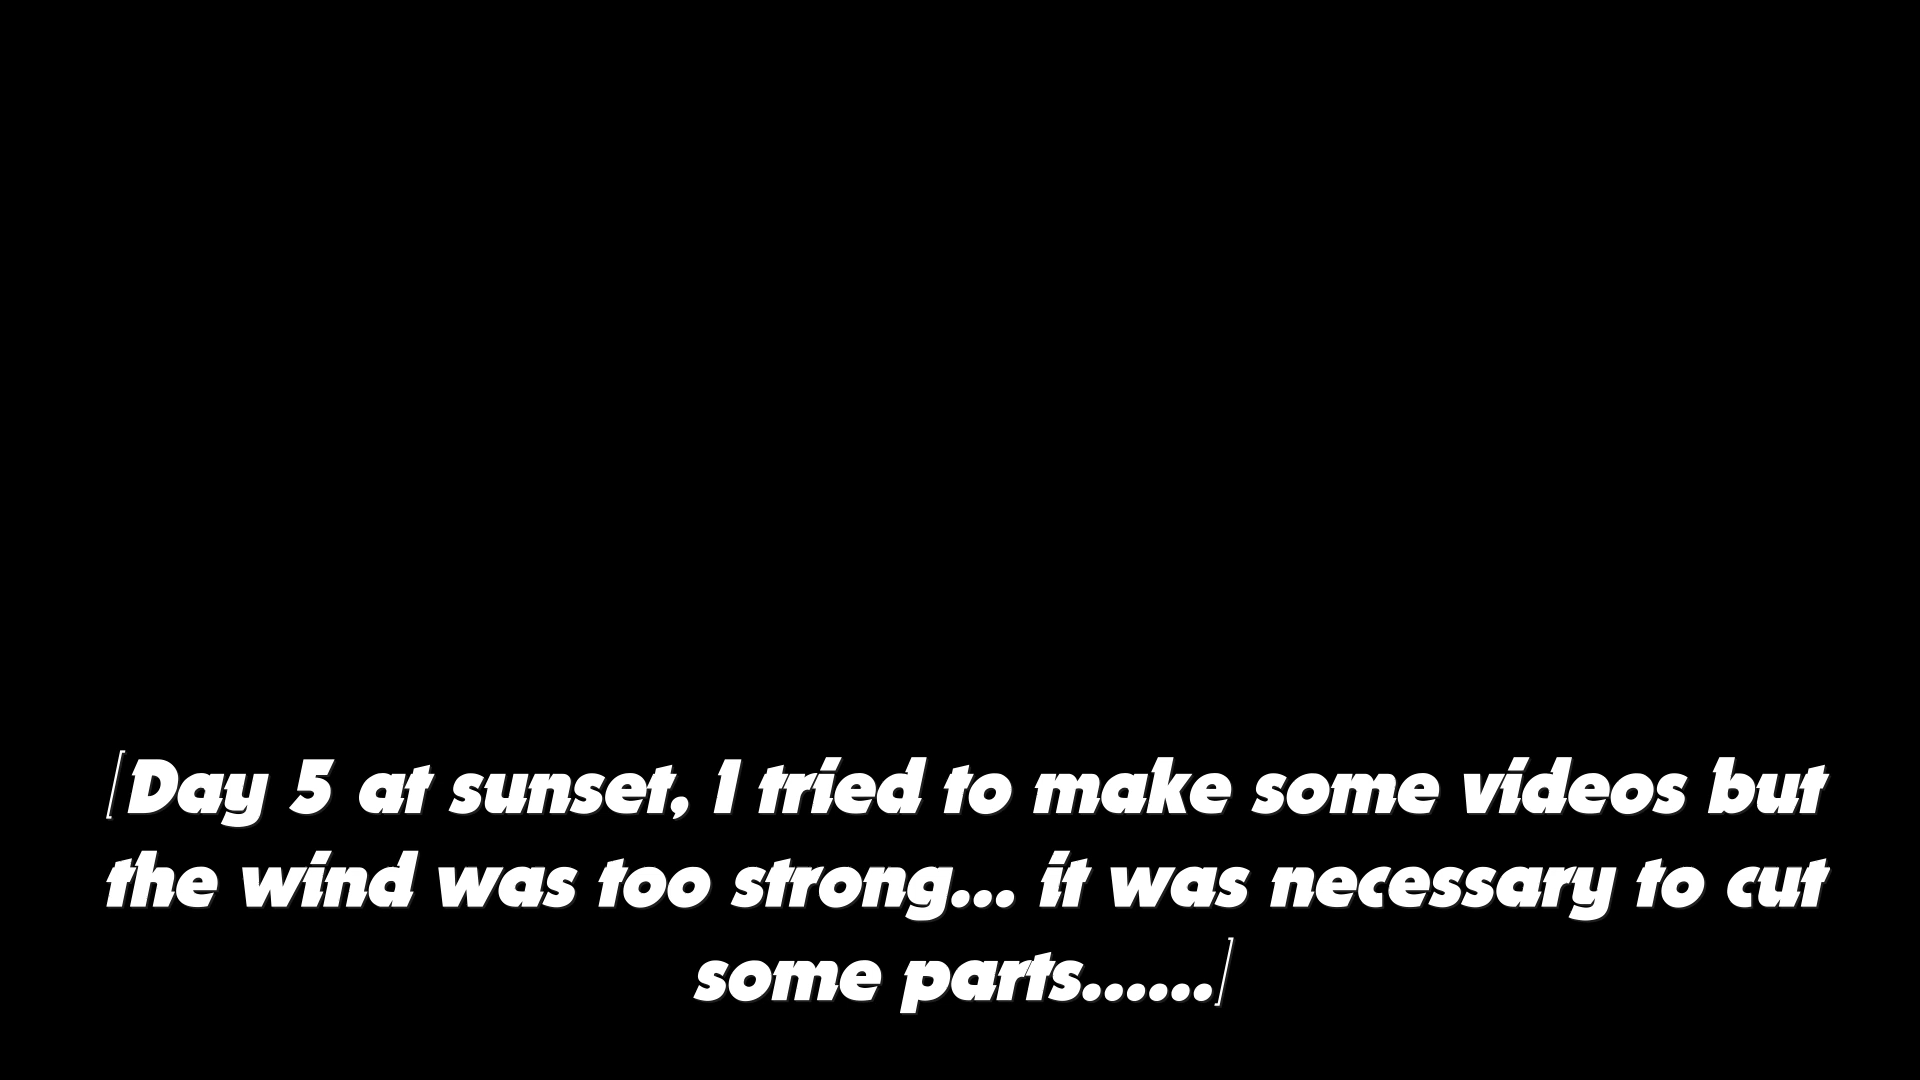 [Day 5 at sunset, I tried to make some videos but
the wind was too strong... it was necessary to cut
some parts......]